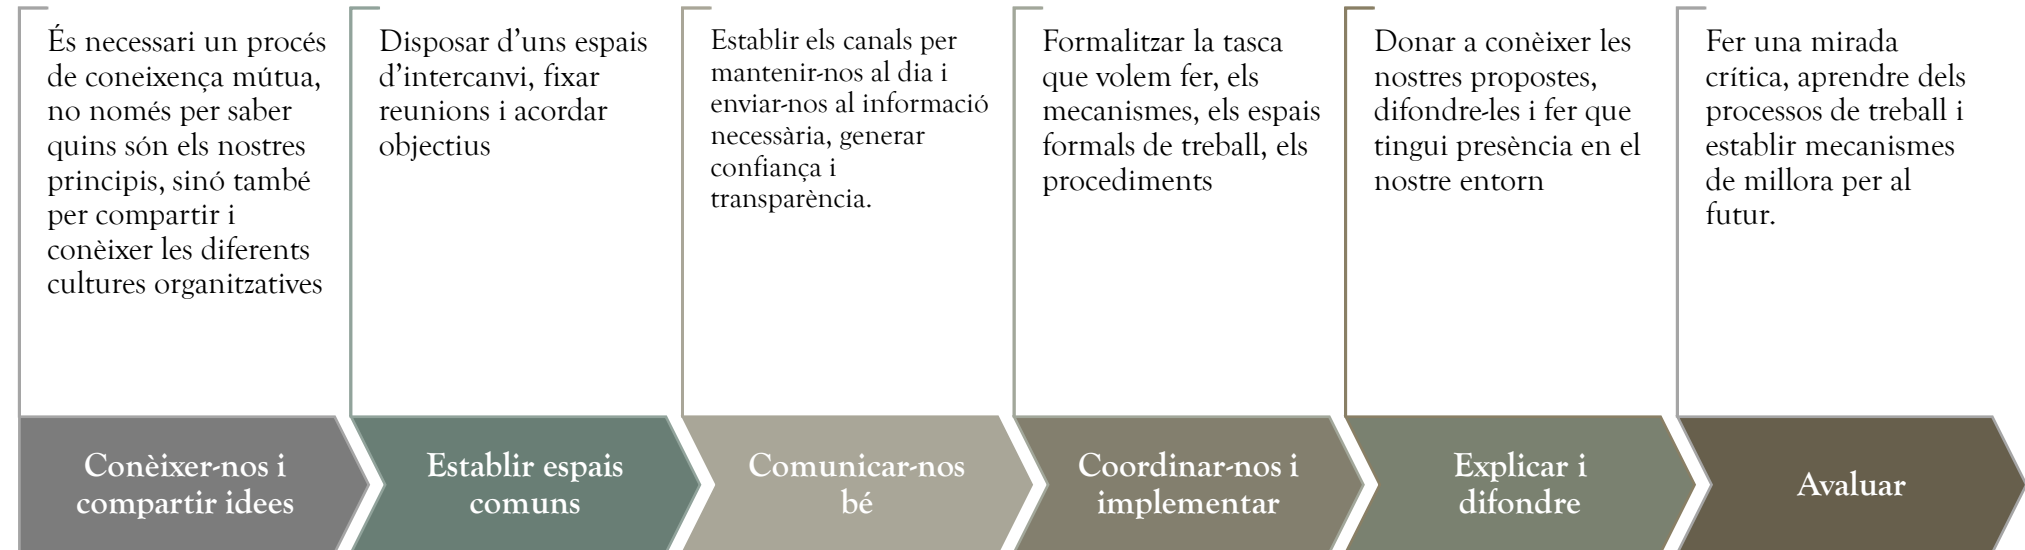 És necessari un procés
de coneixença mútua,
no només per saber
quins són els nostres
principis, sinó també
per compartir i
conèixer les diferents
cultures organitzatives
Conèixer-nos i
compartir idees
Disposar d’uns espais
d’intercanvi, fixar
reunions i acordar
objectius
Establir espais
comuns
Establir els canals per
mantenir-nos al dia i
enviar-nos al informació
necessària, generar
confiança i
transparència.
Comunicar-nos
bé
Formalitzar la tasca
que volem fer, els
mecanismes, els espais
formals de treball, els
procediments
Coordinar-nos i
implementar
Donar a conèixer les
nostres propostes,
difondre-les i fer que
tingui presència en el
nostre entorn
Explicar i
difondre
Fer una mirada
crítica, aprendre dels
processos de treball i
establir mecanismes
de millora per al
futur.
Avaluar